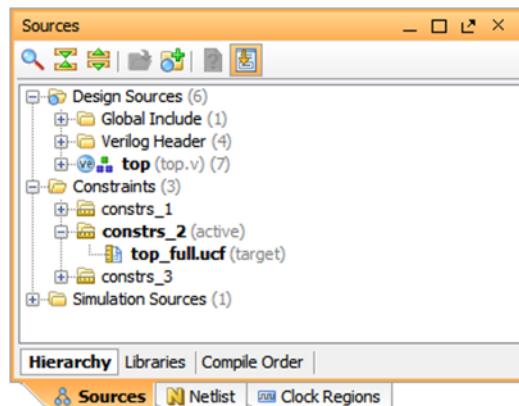 Sources
Design Sources (6)
Global Include (1)
Verilog Header (4)
ve top (top.v) (7)
Constraints (3)
constrs_1
constrs_2 (active)
top_full.ucf (target)
constrs_3
Simulation Sources (1)
Hierarchy Libraries Compile Order
Sources Netlist Clock Regions